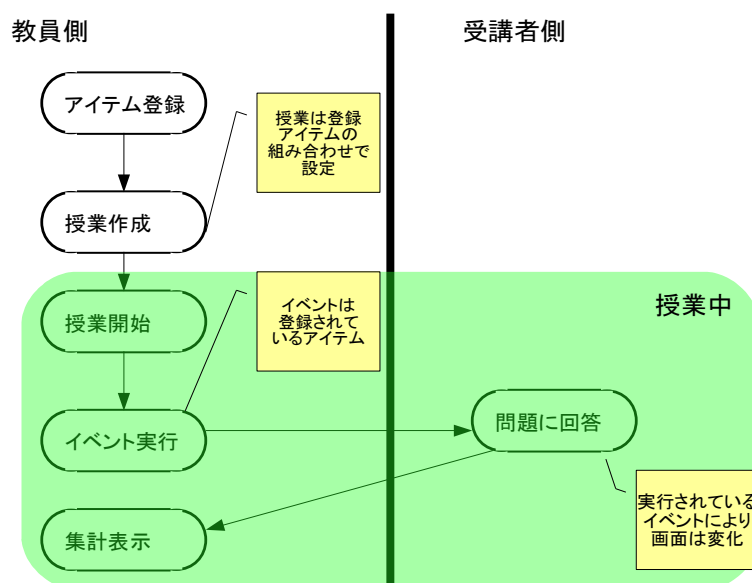 教員側
受講者側
アイテム登録
授業は登録
アイテムの
組み合わせで
設定
授業作成
授業開始
イベントは
登録されて
いるアイテム
授業中
イベント実行
問題に回答
実行されている
イベントにより
画面は変化
集計表示